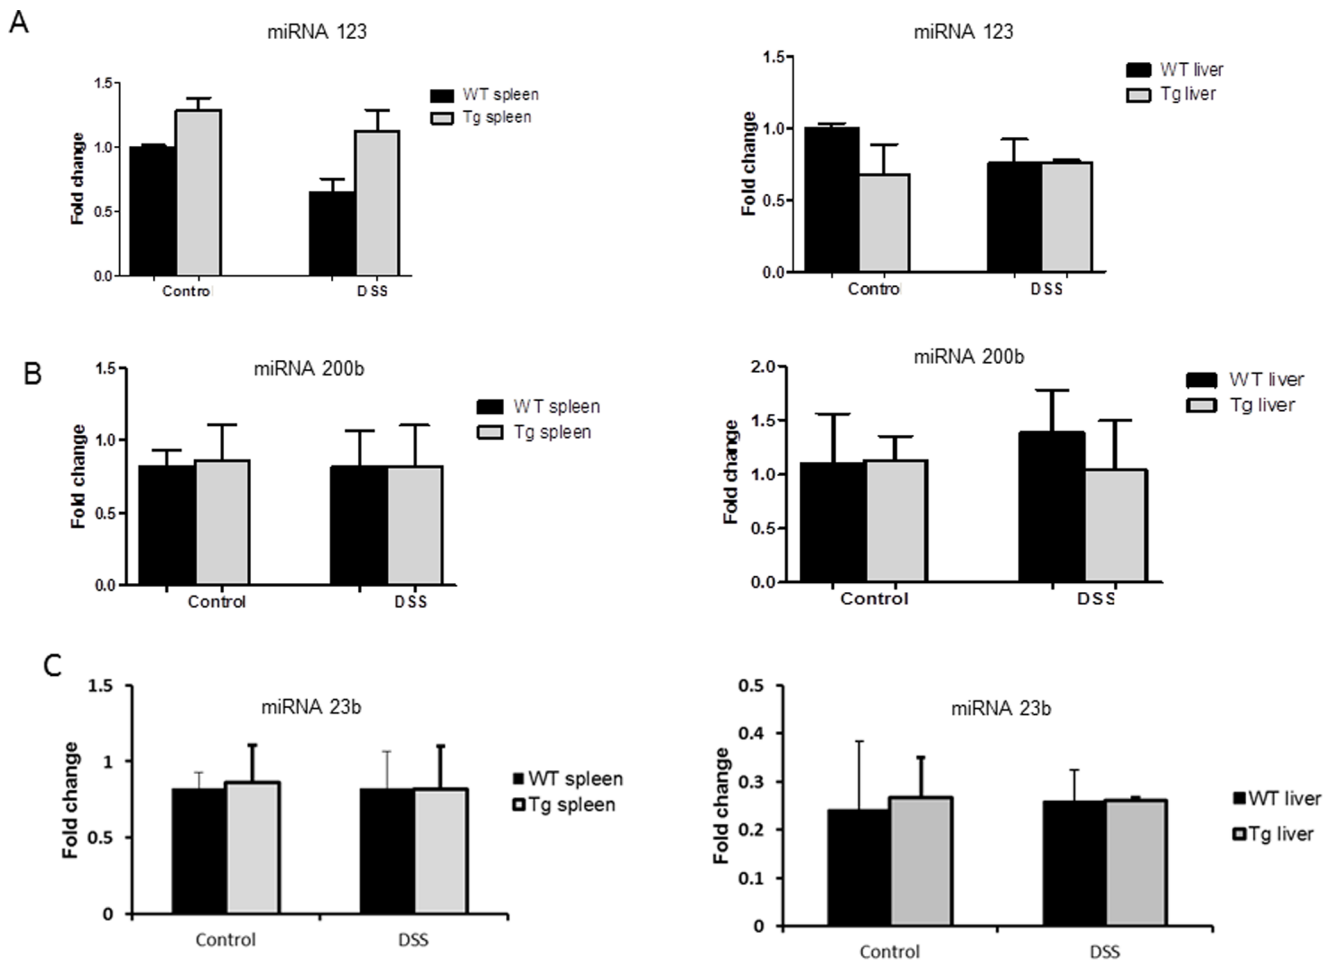 A
miRNA 123
1.5
1.0
0.5
0.0
Fold change
Control
DSS
WT spleen
Tg spleen
miRNA 123
1.5
1.0
0.5
0.0
Fold change
Control
DSS
WT liver
Tg liver
B
miRNA 200b
1.5
1.0
0.5
0.0
Fold change
Control
DSS
WT spleen
Tg spleen
miRNA 200b
2.0
1.5
1.0
0.5
0.0
Fold change
Control
DSS
WT liver
Tg liver
C
miRNA 23b
1.5
1
0.5
0
Fold change
Control
DSS
WT spleen
Tg spleen
miRNA 23b
0.5
0.4
0.3
0.2
0.1
0
Fold change
Control
DSS
WT liver
Tg liver